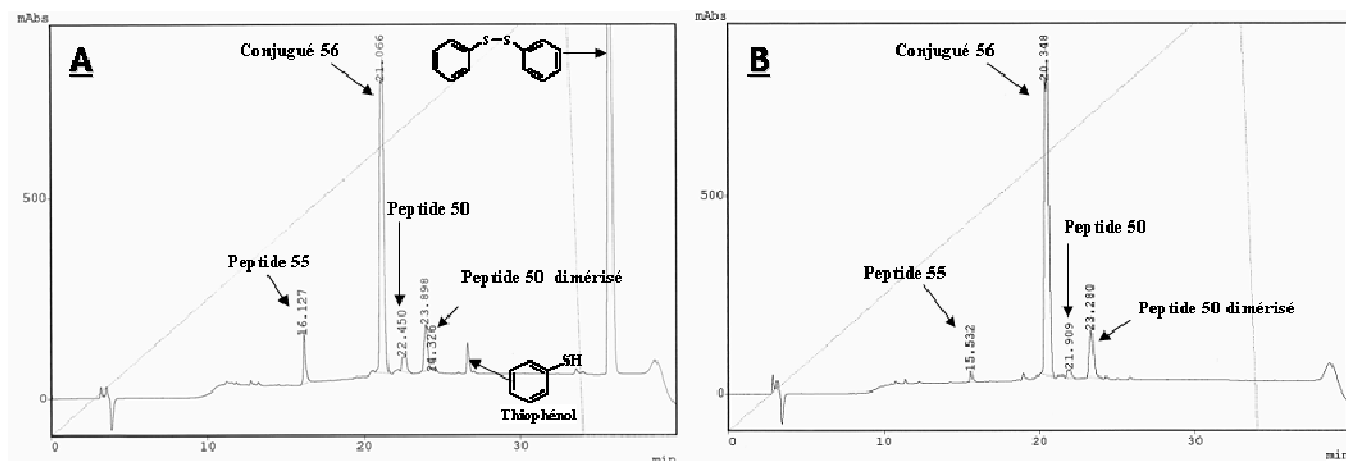 mAbs
A
Conjugué 56
21.066
S–S
Peptide 50
Peptide 55
Peptide 50 dimérisé
16.127
22.450
23.898
24.326
SH
Thiophénol
500
0
0
10
20
30
min
mAbs
B
Conjugué 56
20.348
Peptide 50
Peptide 55
Peptide 50 dimérisé
15.532
21.909
23.280
500
0
0
10
20
30
min